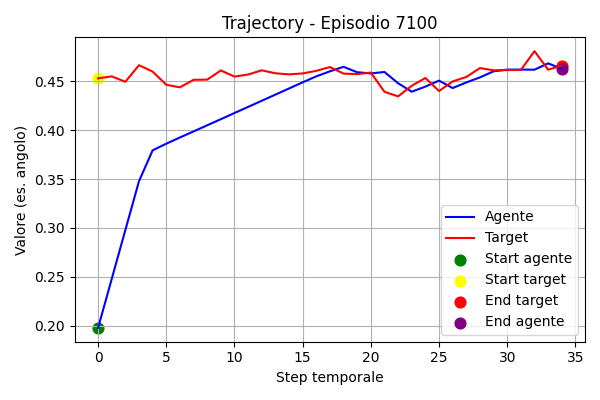 Trajectory - Episodio 7100
Valore (es. angolo)
0.45
0.40
0.35
0.30
0.25
0.20
Agente
Target
Start agente
Start target
End target
End agente
0 5 10 15 20 25 30 35
Step temporale